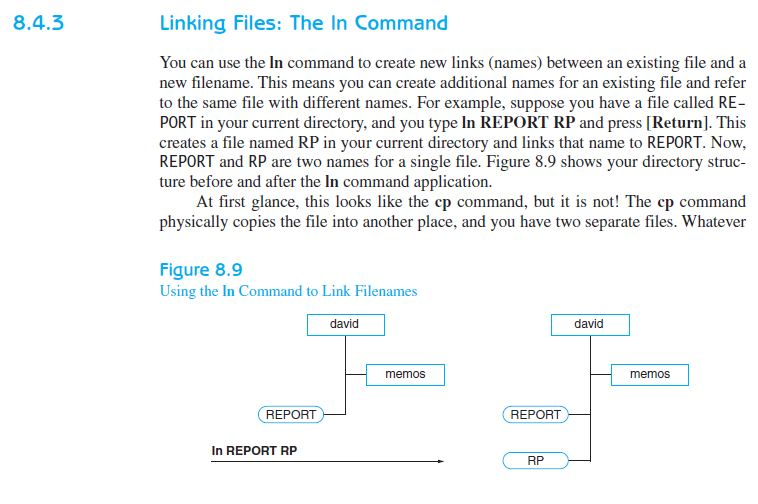 8.4.3 Linking Files: The ln Command
You can use the ln command to create new links (names) between an existing file and a
new filename. This means you can create additional names for an existing file and refer
to the same file with different names. For example, suppose you have a file called RE-
PORT in your current directory, and you type ln REPORT RP and press [Return]. This
creates a file named RP in your current directory and links that name to REPORT. Now,
REPORT and RP are two names for a single file. Figure 8.9 shows your directory struc-
ture before and after the ln command application.
At first glance, this looks like the cp command, but it is not! The cp command
physically copies the file into another place, and you have two separate files. Whatever
Figure 8.9
Using the ln Command to Link Filenames
david
memos
REPORT
ln REPORT RP
david
memos
REPORT
RP